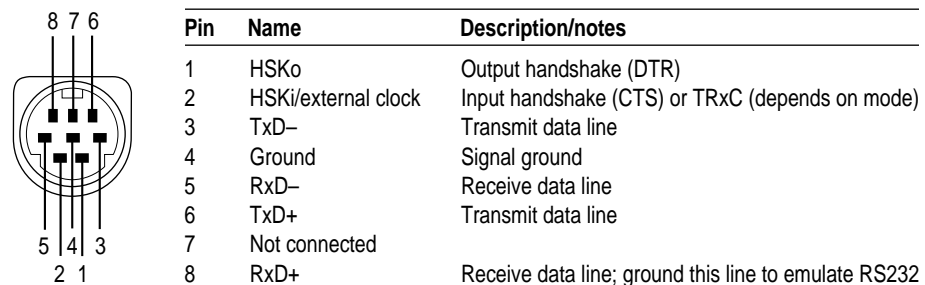 8 7 6
5 4 3
2 1
Pin Name Description/notes
1 HSKo Output handshake (DTR)
2 HSKi/external clock Input handshake (CTS) or TRxC (depends on mode)
3 TxD– Transmit data line
4 Ground Signal ground
5 RxD– Receive data line
6 TxD+ Transmit data line
7 Not connected
8 RxD+ Receive data line; ground this line to emulate RS232